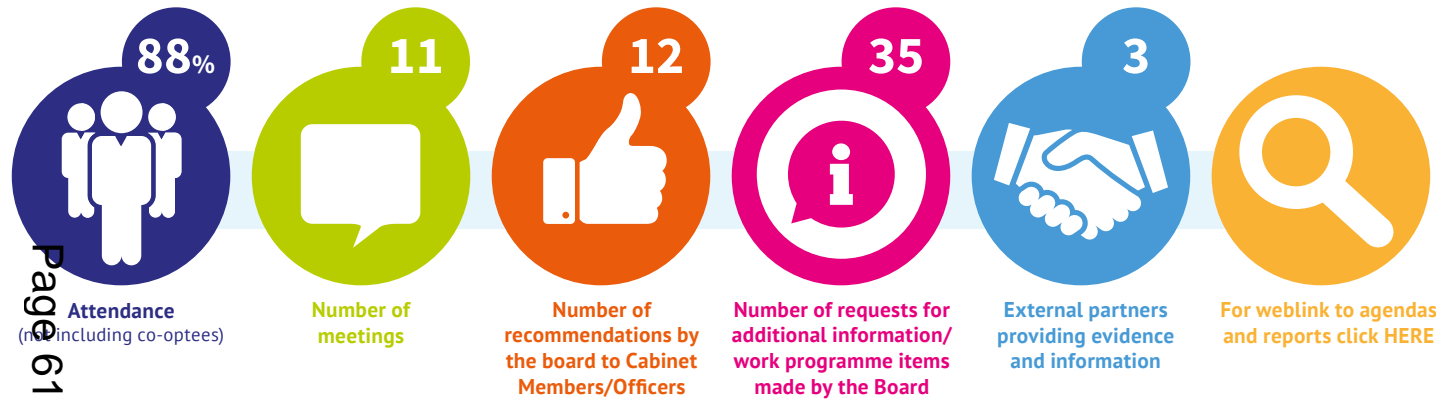 88%
11
12
35
3
i
Attendance
(not including co-optees)
Number of
meetings
Number of
recommendations by
the board to Cabinet
Members/Officers
Number of requests for
additional information/
work programme items
made by the Board
External partners
providing evidence
and information
For weblink to agendas
and reports click HERE
Page 61